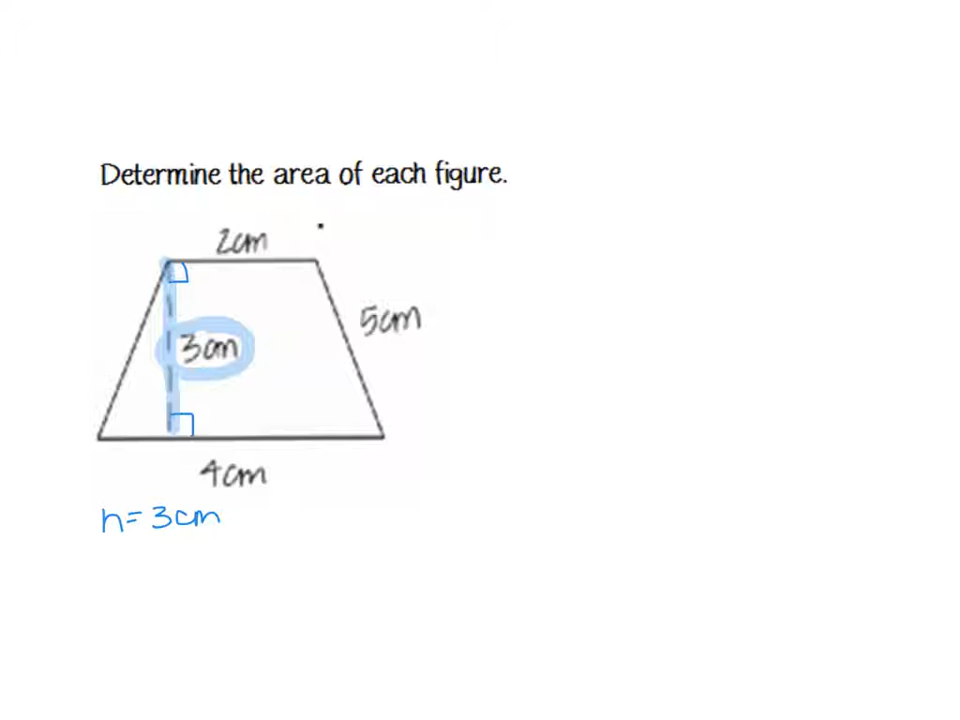 Determine the area of each figure.
2cm
5cm
3cm
4cm
h = 3cm